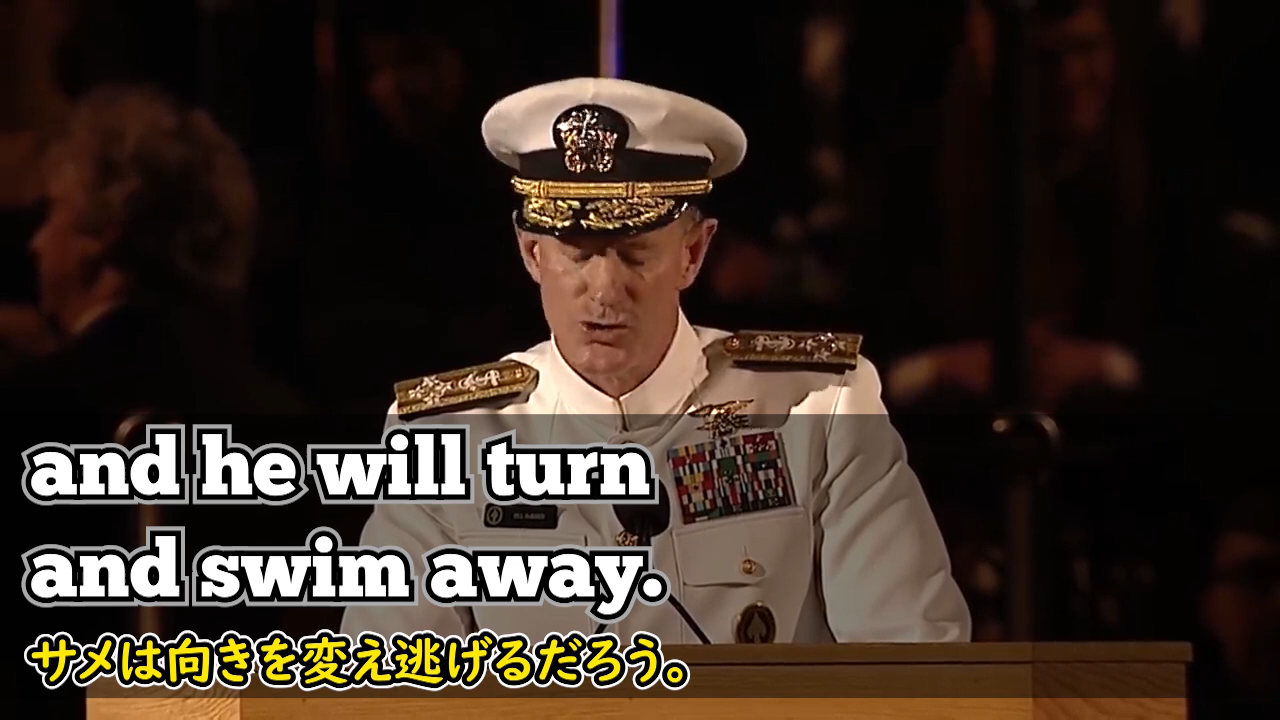 and he will turn
and swim away.
サメは向きを変え逃げるだろう。